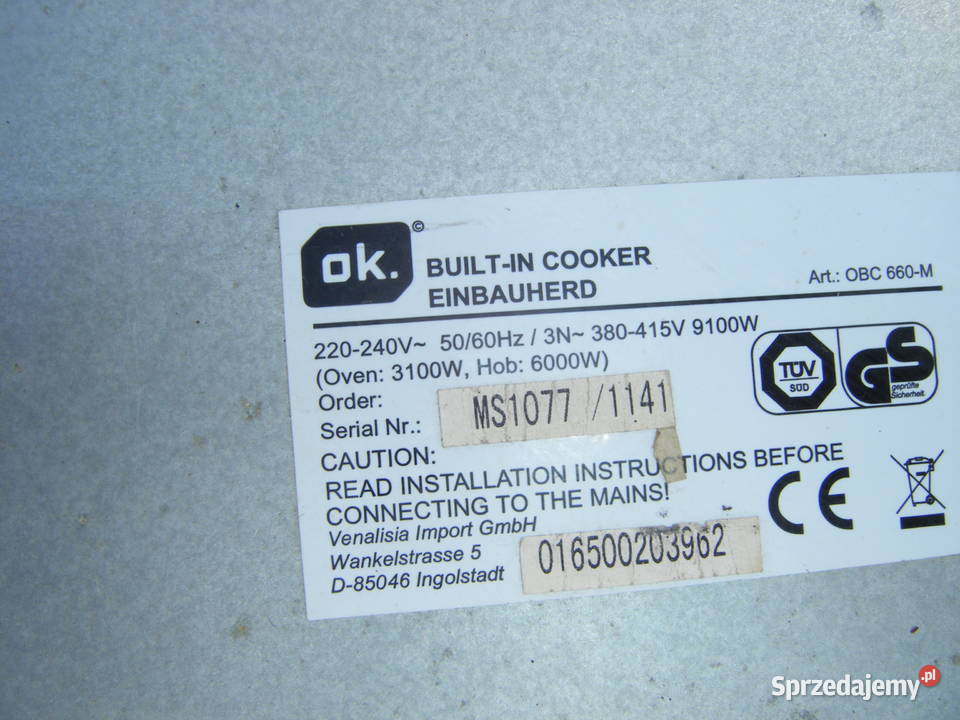 ok.©
BUILT-IN COOKER
EINBAUHERD
Art.: OBC 660-M
220-240V~ 50/60Hz / 3N~ 380-415V 9100W
(Oven: 3100W, Hob: 6000W)
Order:
Serial Nr.:
MS1077 /1141
TÜV
SÜD
GS
geprüfte
Sicherheit.
CAUTION:
READ INSTALLATION INSTRUCTIONS BEFORE
CONNECTING TO THE MAINS!
Venalisia Import GmbH
Wankelstrasse 5
D-85046 Ingolstadt
016500203962
CE
Sprzedajemy.pl